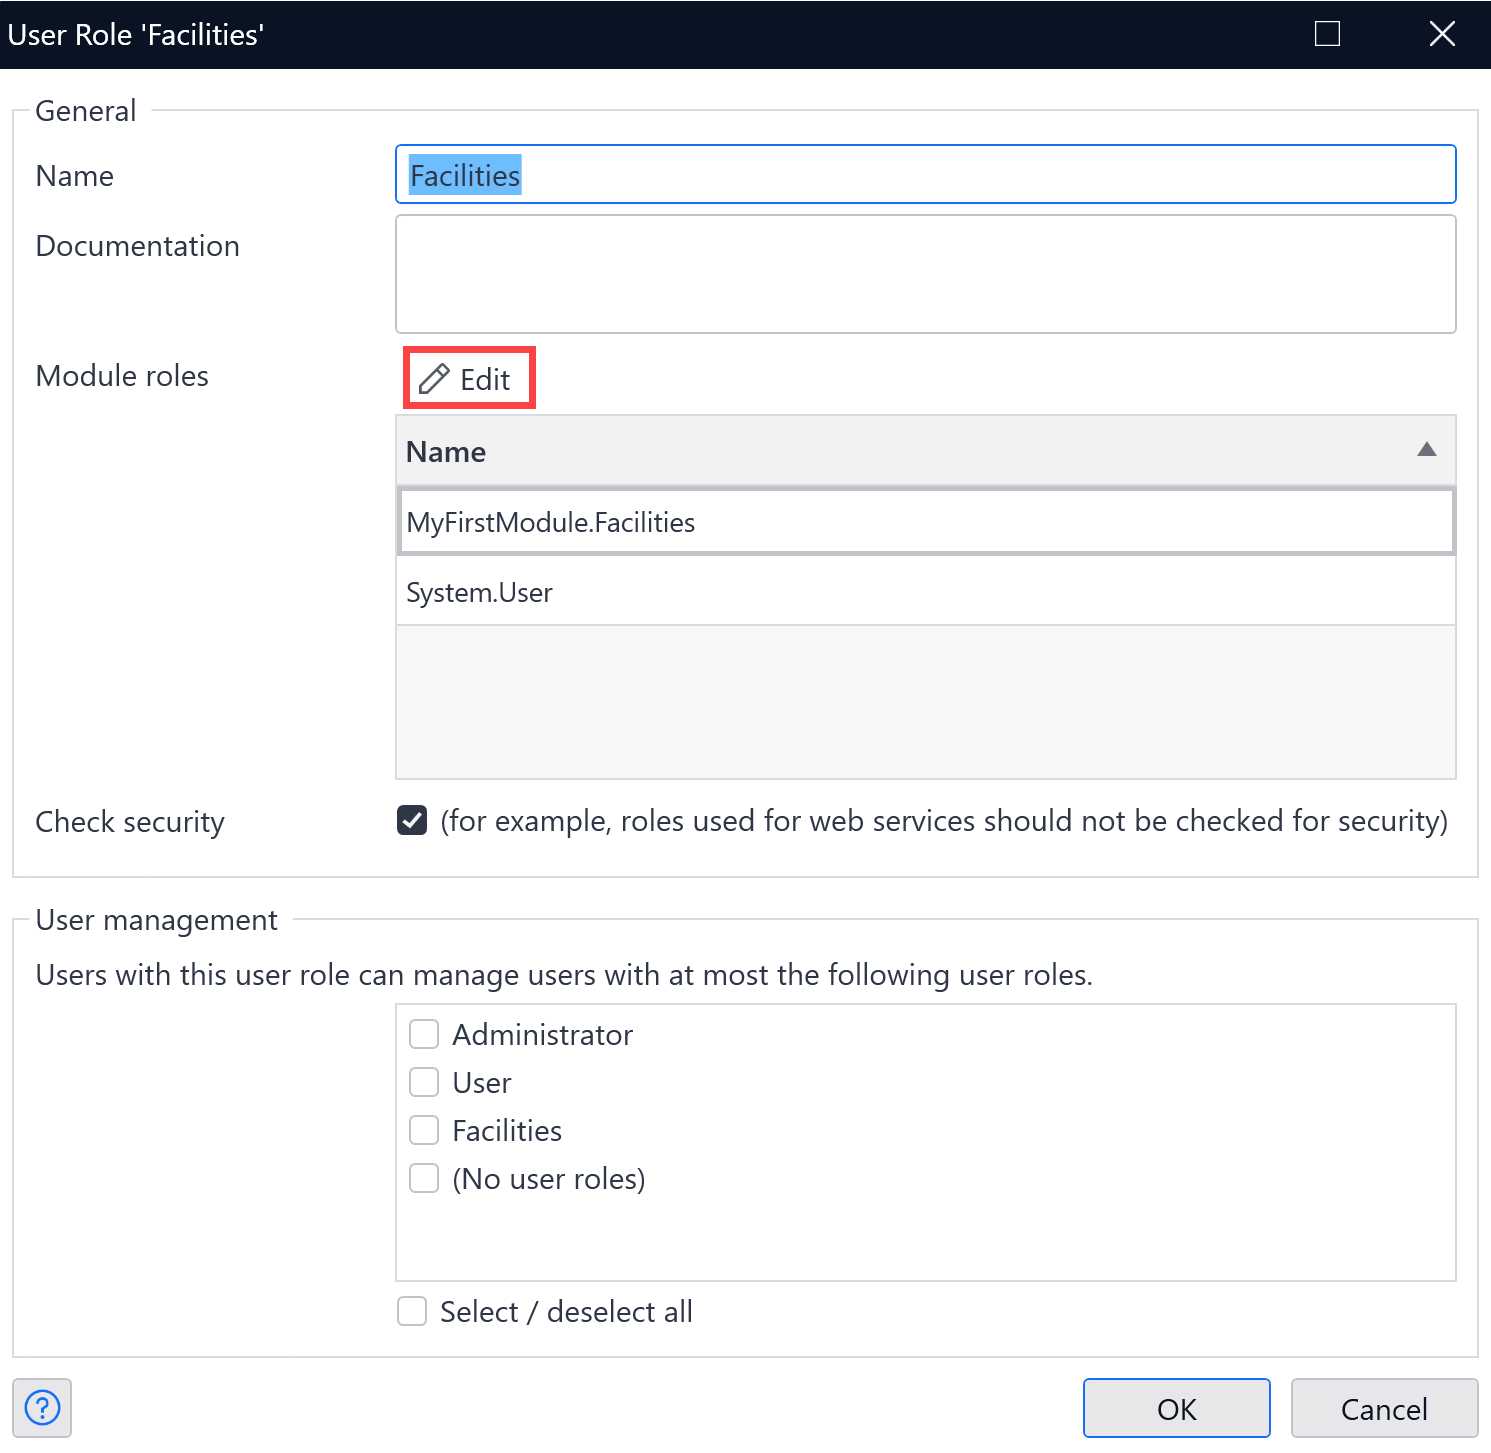 User Role 'Facilities'
General
Name
Facilities
Documentation
Module roles
Edit
Name
MyFirstModule.Facilities
System.User
Check security
(for example, roles used for web services should not be checked for security)
User management
Users with this user role can manage users with at most the following user roles.
Administrator
User
Facilities
(No user roles)
Select / deselect all
?
OK
Cancel